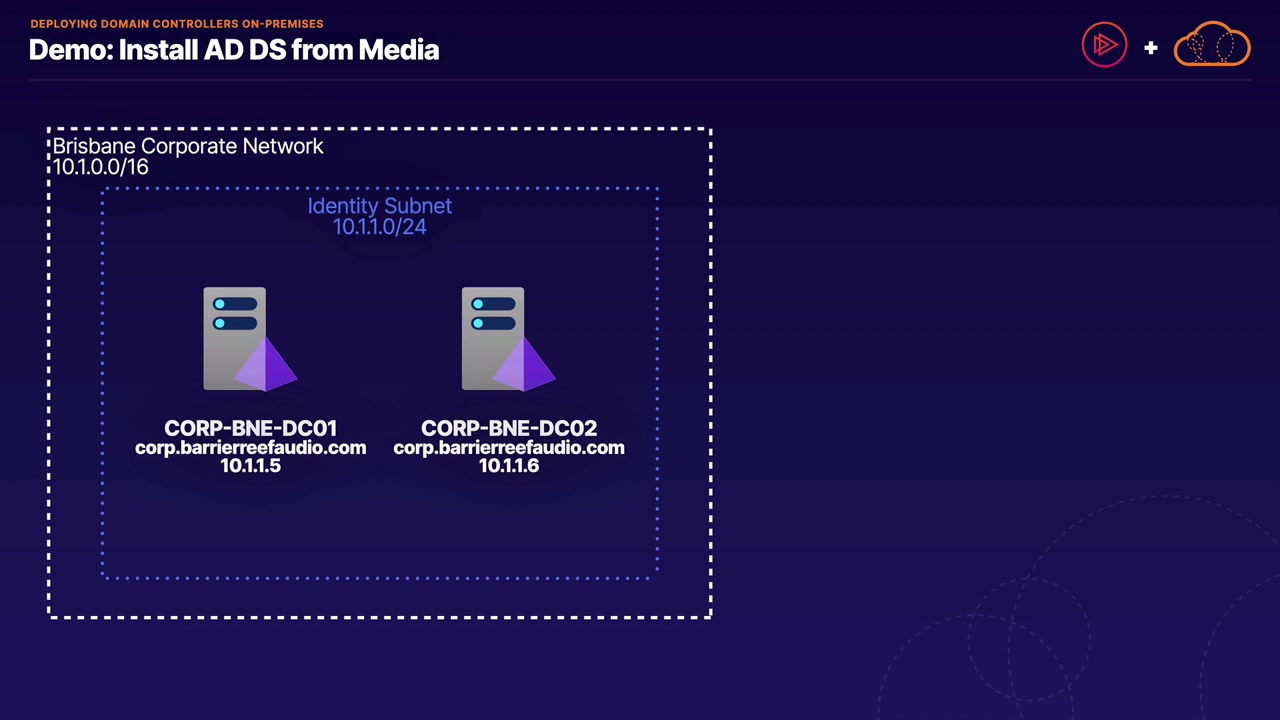 DEPLOYING DOMAIN CONTROLLERS ON-PREMISES
Demo: Install AD DS from Media
+
Brisbane Corporate Network
10.1.0.0/16
Identity Subnet
10.1.1.0/24
CORP-BNE-DC01
corp.barrierreefaudio.com
10.1.1.5
CORP-BNE-DC02
corp.barrierreefaudio.com
10.1.1.6